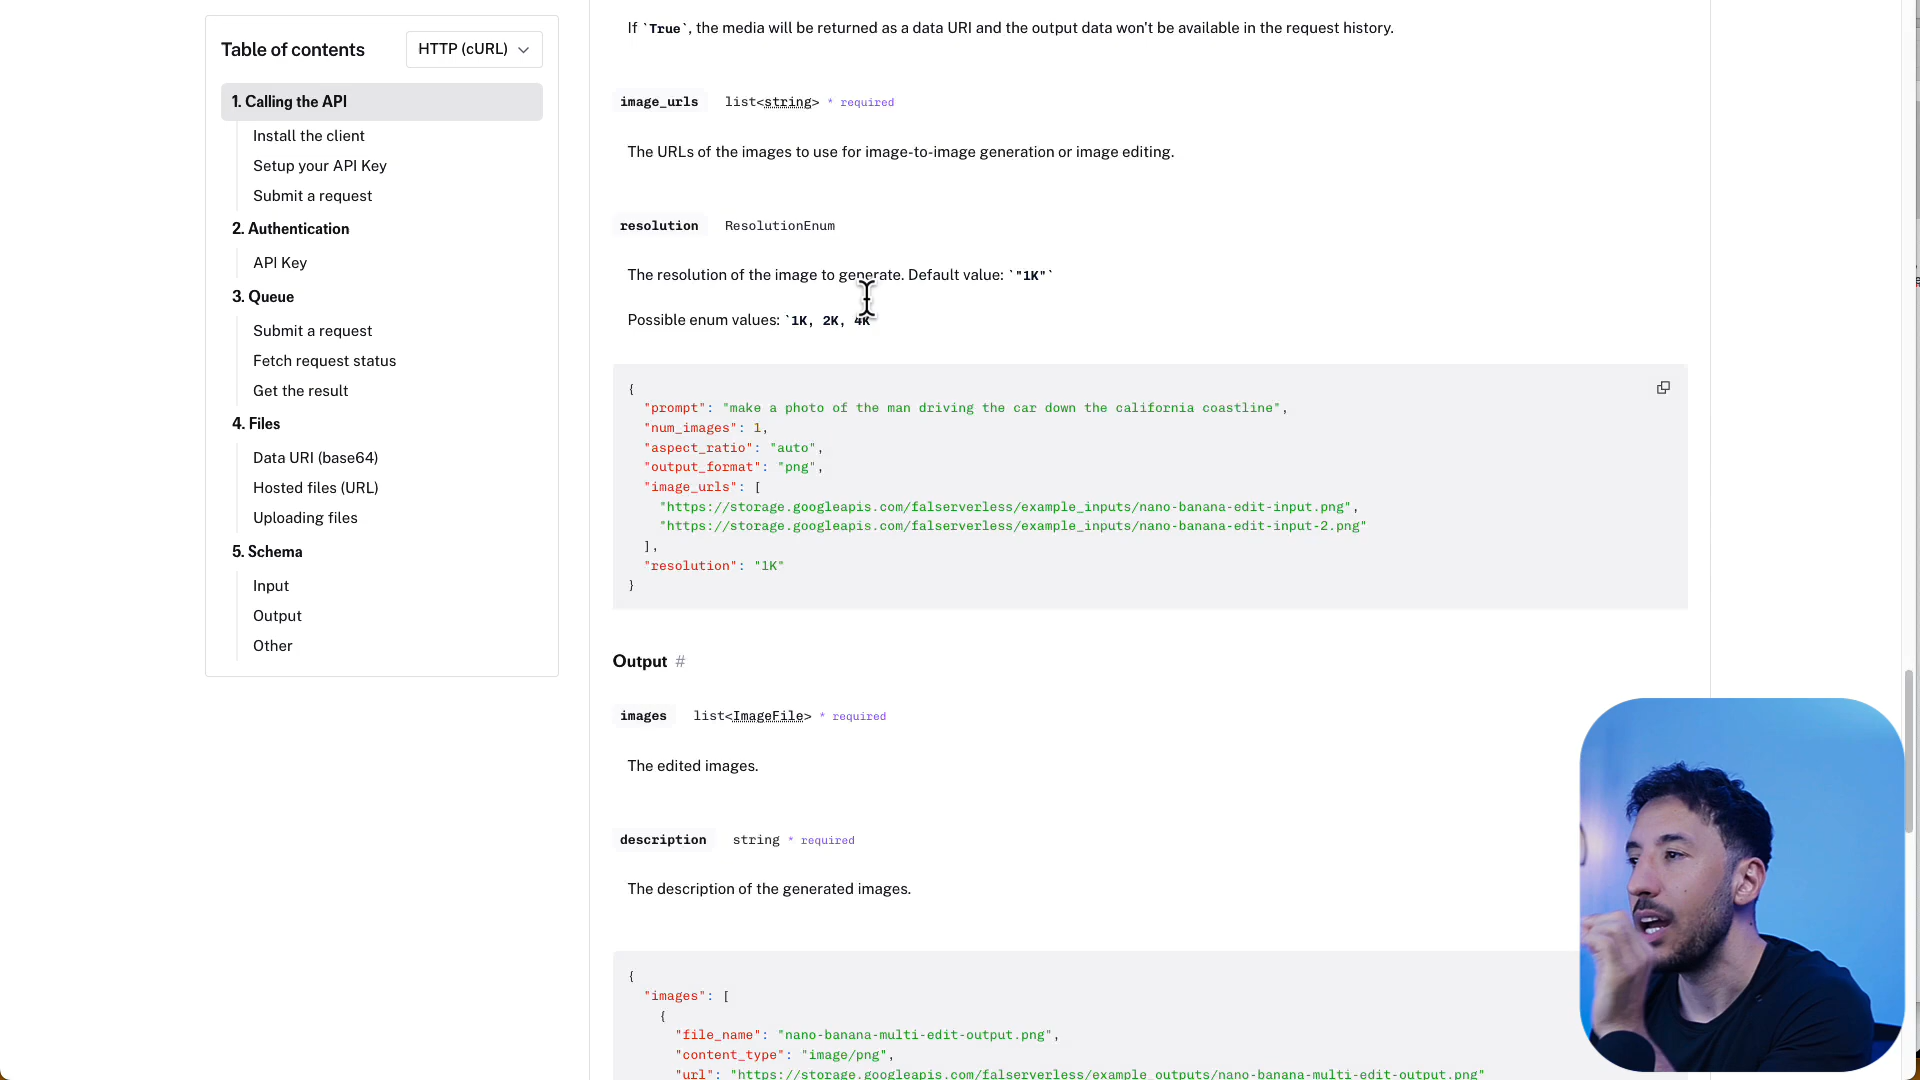 Table of contents
HTTP (cURL)
1. Calling the API
Install the client
Setup your API Key
Submit a request
2. Authentication
API Key
3. Queue
Submit a request
Fetch request status
Get the result
4. Files
Data URI (base64)
Hosted files (URL)
Uploading files
5. Schema
Input
Output
Other
If `True`, the media will be returned as a data URI and the output data won't be available in the request history.
image_urls list<string> * required
The URLs of the images to use for image-to-image generation or image editing.
resolution ResolutionEnum
The resolution of the image to generate. Default value: `"1K"`
Possible enum values: `1K, 2K, 4K
{
"prompt": "make a photo of the man driving the car down the california coastline",
"num_images": 1,
"aspect_ratio": "auto",
"output_format": "png",
"image_urls": [
"https://storage.googleapis.com/falserverless/example_inputs/nano-banana-edit-input.png",
"https://storage.googleapis.com/falserverless/example_inputs/nano-banana-edit-input-2.png"
],
"resolution": "1K"
}
Output #
images list<ImageFile> * required
The edited images.
description string * required
The description of the generated images.
{
"images": [
{
"file_name": "nano-banana-multi-edit-output.png",
"content_type": "image/png",
"url": "https://storage.googleapis.com/falserverless/example_outputs/nano-banana-multi-edit-output.png"